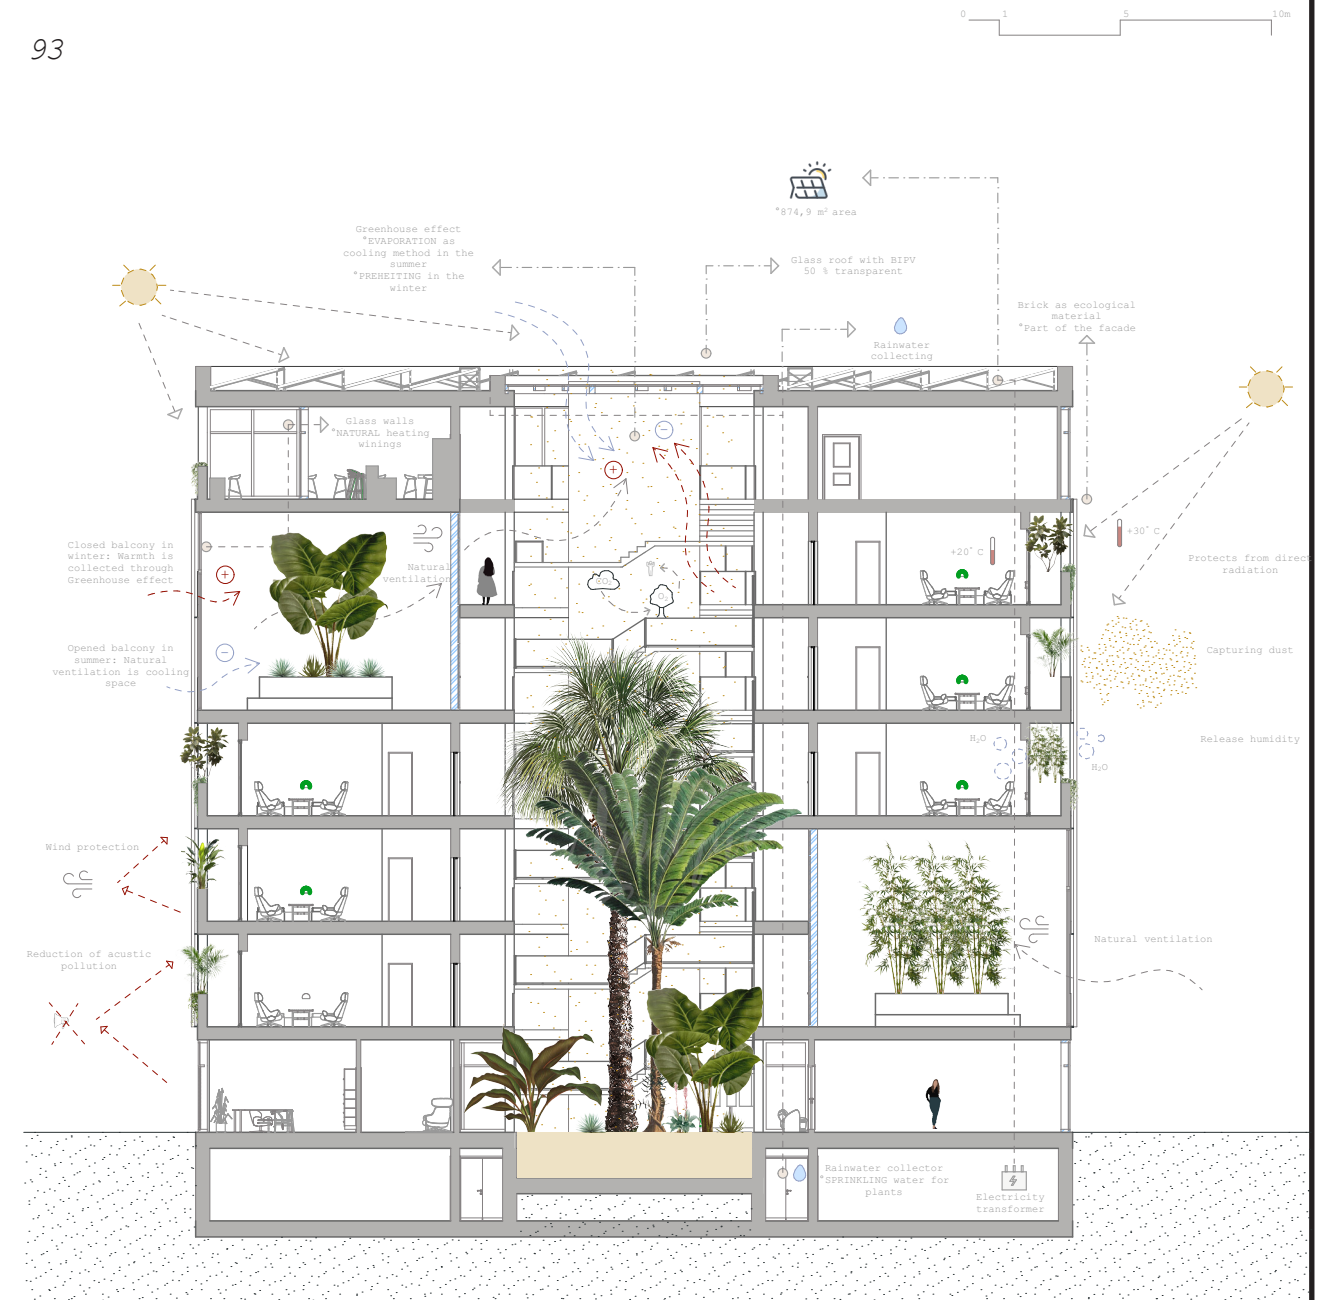 0 1 5 10m
93
°874,9 m² area
Greenhouse effect
°EVAPORATION as
cooling method in the
summer
°PREHEITING in the
winter
Glass roof with BIPV
50 % transparent
Brick as ecological
material
°Part of the facade
Rainwater
collecting
Glass walls
°NATURAL heating
winings
+30° C
+20° C
Closed balcony in
winter: Warmth is
collected through
Greenhouse effect
Protects from direct
radiation
Natural
ventilation
CO₂
O₂
Opened balcony in
summer: Natural
ventilation is cooling
space
Capturing dust
H₂O
Release humidity
H₂O
Wind protection
Natural ventilation
Reduction of acustic
pollution
Rainwater collector
°SPRINKLING water for
plants
Electricity
transformer